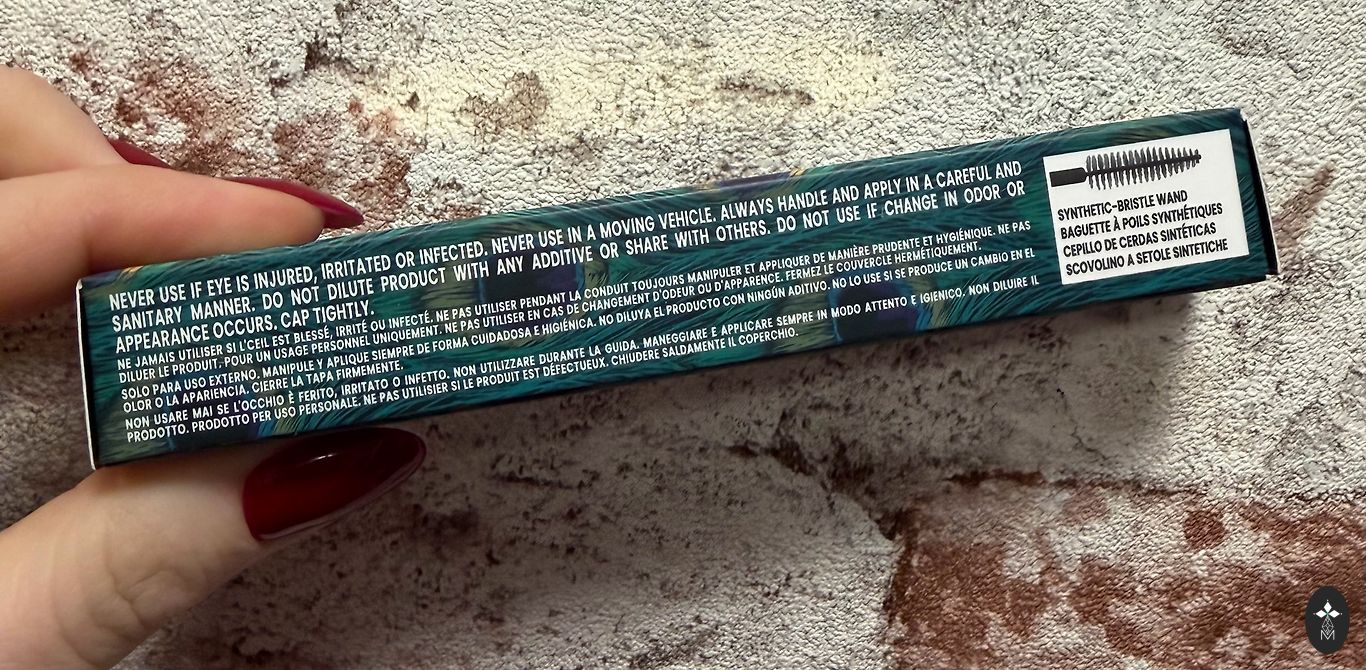 NEVER USE IF EYE IS INJURED, IRRITATED OR INFECTED. NEVER USE IN A MOVING VEHICLE. ALWAYS HANDLE AND APPLY IN A CAREFUL AND
SANITARY MANNER. DO NOT DILUTE PRODUCT WITH ANY ADDITIVE OR SHARE WITH OTHERS. DO NOT USE IF CHANGE IN ODOR OR
APPEARANCE OCCURS. CAP TIGHTLY.
NE JAMAIS UTILISER SI L'ŒIL EST BLESSÉ, IRRITÉ OU INFECTÉ. NE PAS UTILISER PENDANT LA CONDUIT TOUJOURS MANIPULER ET APPLIQUER DE MANIÈRE PRUDENTE ET HYGIÉNIQUE. NE PAS
DILUER LE PRODUIT. POUR UN USAGE PERSONNEL UNIQUEMENT. NE PAS UTILISER EN CAS DE CHANGEMENT D'ODEUR OU D'APPARENCE. FERMEZ LE COUVERCLE HERMÉTIQUEMENT.
SOLO PARA USO EXTERNO. MANIPULE Y APLIQUE SIEMPRE DE FORMA CUIDADOSA E HIGIÉNICA. NO DILUYA EL PRODUCTO CON NINGÚN ADITIVO. NO LO USE SI SE PRODUCE UN CAMBIO EN EL
OLOR O LA APARIENCIA. CIERRE LA TAPA FIRMEMENTE.
NON USARE MAI SE L'OCCHIO È FERITO, IRRITATO O INFETTO. NON UTILIZZARE DURANTE LA GUIDA. MANEGGIARE E APPLICARE SEMPRE IN MODO ATTENTO E IGIENICO. NON DILUIRE IL
PRODOTTO. PRODOTTO PER USO PERSONALE. NE PAS UTILISIER SI LE PRODUIT EST DÉFECTUEUX. CHIUDERE SALDAMENTE IL COPERCHIO.
SYNTHETIC-BRISTLE WAND
BAGUETTE À POILS SYNTHÉTIQUES
CEPILLO DE CERDAS SINTÉTICAS
SCOVOLINO A SETOLE SINTETICHE
M